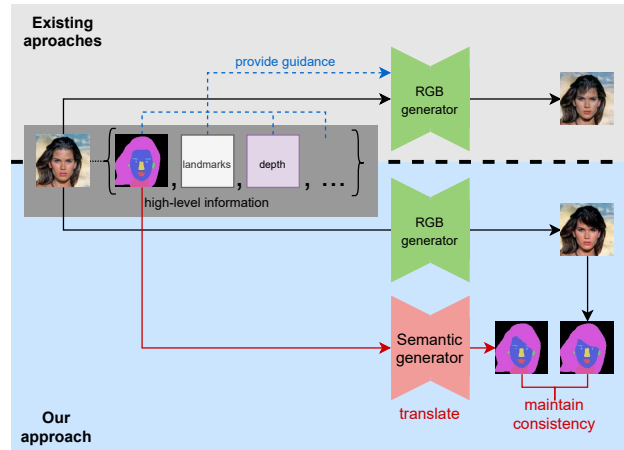 Existing
aproaches
provide guidance
RGB
generator
landmarks
depth
, , , ...
high-level information
RGB
generator
Semantic
generator
translate
maintain
consistency
Our
approach